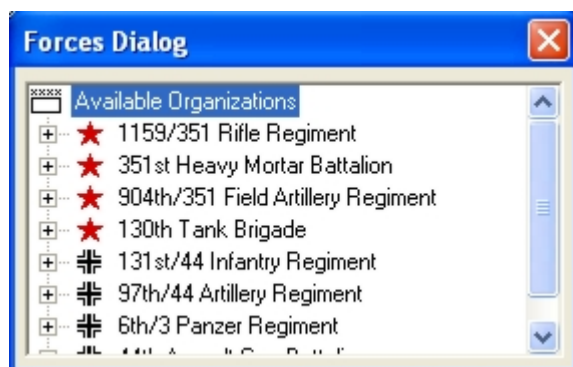 Forces Dialog
xxxx
Available Organizations
1159/351 Rifle Regiment
351st Heavy Mortar Battalion
904th/351 Field Artillery Regiment
130th Tank Brigade
131st/44 Infantry Regiment
97th/44 Artillery Regiment
6th/3 Panzer Regiment